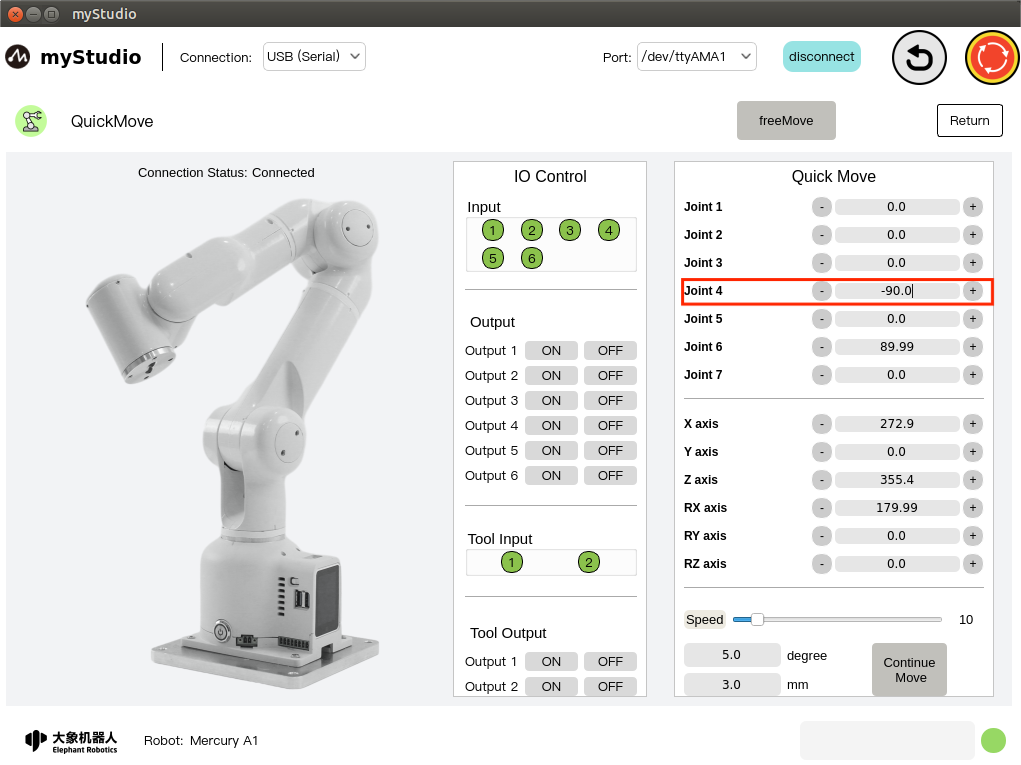 myStudio
myStudio Connection: USB (Serial) Port: /dev/ttyAMA1 disconnect
QuickMove freeMove Return
Connection Status: Connected
IO Control
Input
1 2 3 4
5 6
Output
Output 1 ON OFF
Output 2 ON OFF
Output 3 ON OFF
Output 4 ON OFF
Output 5 ON OFF
Output 6 ON OFF
Tool Input
1 2
Tool Output
Output 1 ON OFF
Output 2 ON OFF
Quick Move
Joint 1 - 0.0 +
Joint 2 - 0.0 +
Joint 3 - 0.0 +
Joint 4 - -90.0 +
Joint 5 - 0.0 +
Joint 6 - 89.99 +
Joint 7 - 0.0 +
X axis - 272.9 +
Y axis - 0.0 +
Z axis - 355.4 +
RX axis - 179.99 +
RY axis - 0.0 +
RZ axis - 0.0 +
Speed 10
5.0 degree
3.0 mm
Continue
Move
大象机器人
Elephant Robotics
Robot: Mercury A1